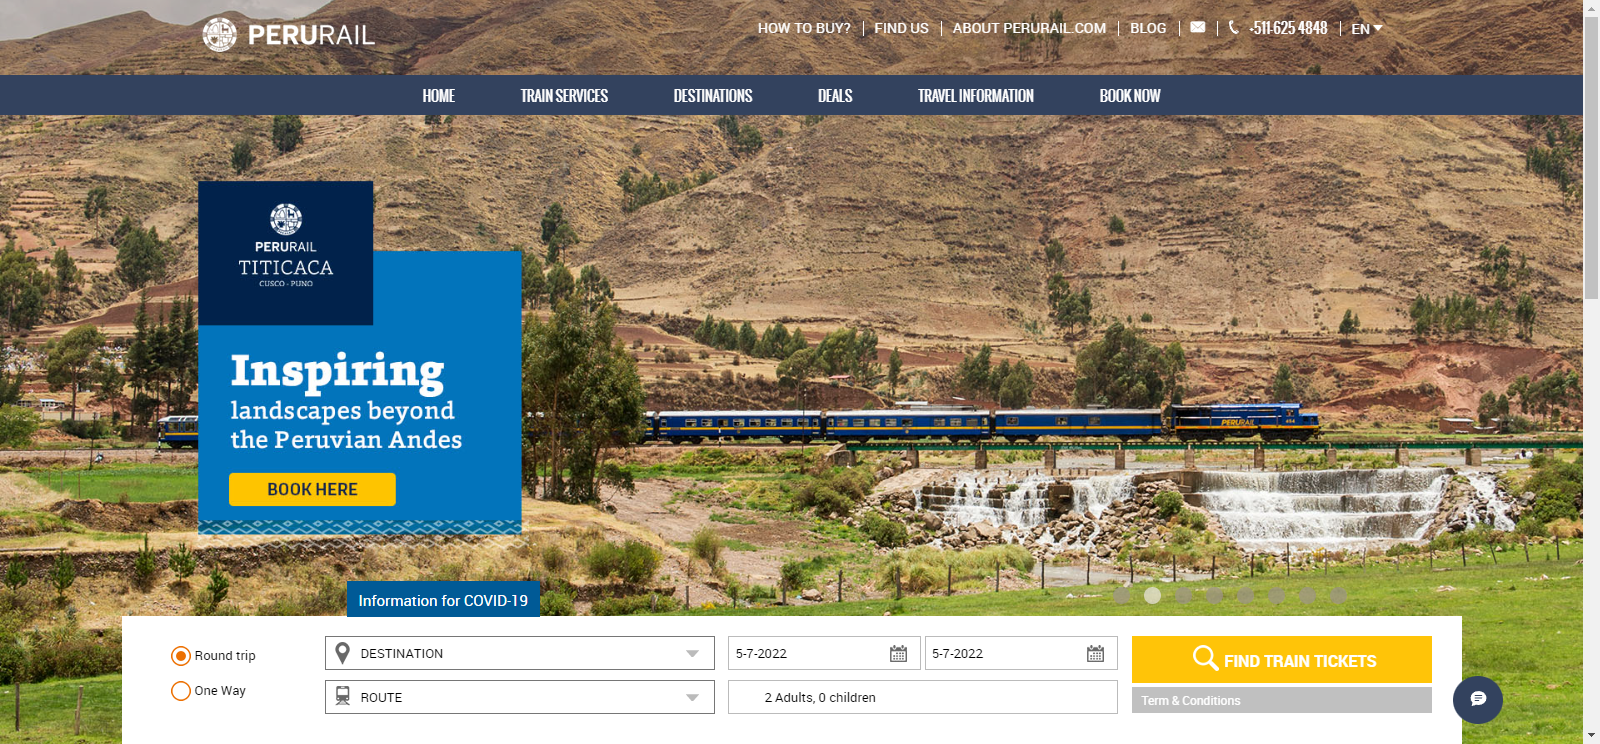 PERURAIL
HOW TO BUY?
FIND US
ABOUT PERURAIL.COM
BLOG
+511-625 4848
EN
HOME
TRAIN SERVICES
DESTINATIONS
DEALS
TRAVEL INFORMATION
BOOK NOW
PERURAIL
TITICACA
CUSCO - PUNO
Inspiring
landscapes beyond
the Peruvian Andes
BOOK HERE
PERURAIL
Information for COVID-19
Round trip
One Way
DESTINATION
ROUTE
5-7-2022
5-7-2022
2 Adults, 0 children
FIND TRAIN TICKETS
Term & Conditions